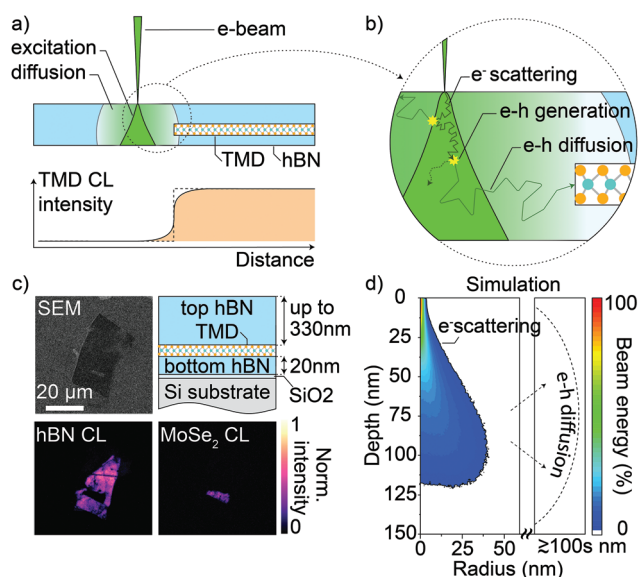 a)
e-beam
excitation
diffusion
TMD
hBN
TMD CL
intensity
Distance
b)
e⁻ scattering
e-h generation
e-h diffusion
c)
SEM
20 μm
top hBN
TMD
bottom hBN
Si substrate
up to
330nm
20nm
SiO2
hBN CL
MoSe₂ CL
1
Norm.
intensity
0
d)
Simulation
0
25
50
75
100
125
150
Depth (nm)
e⁻scattering
e-h diffusion
0
25
50
≳100s nm
Radius (nm)
100
Beam energy (%)
0